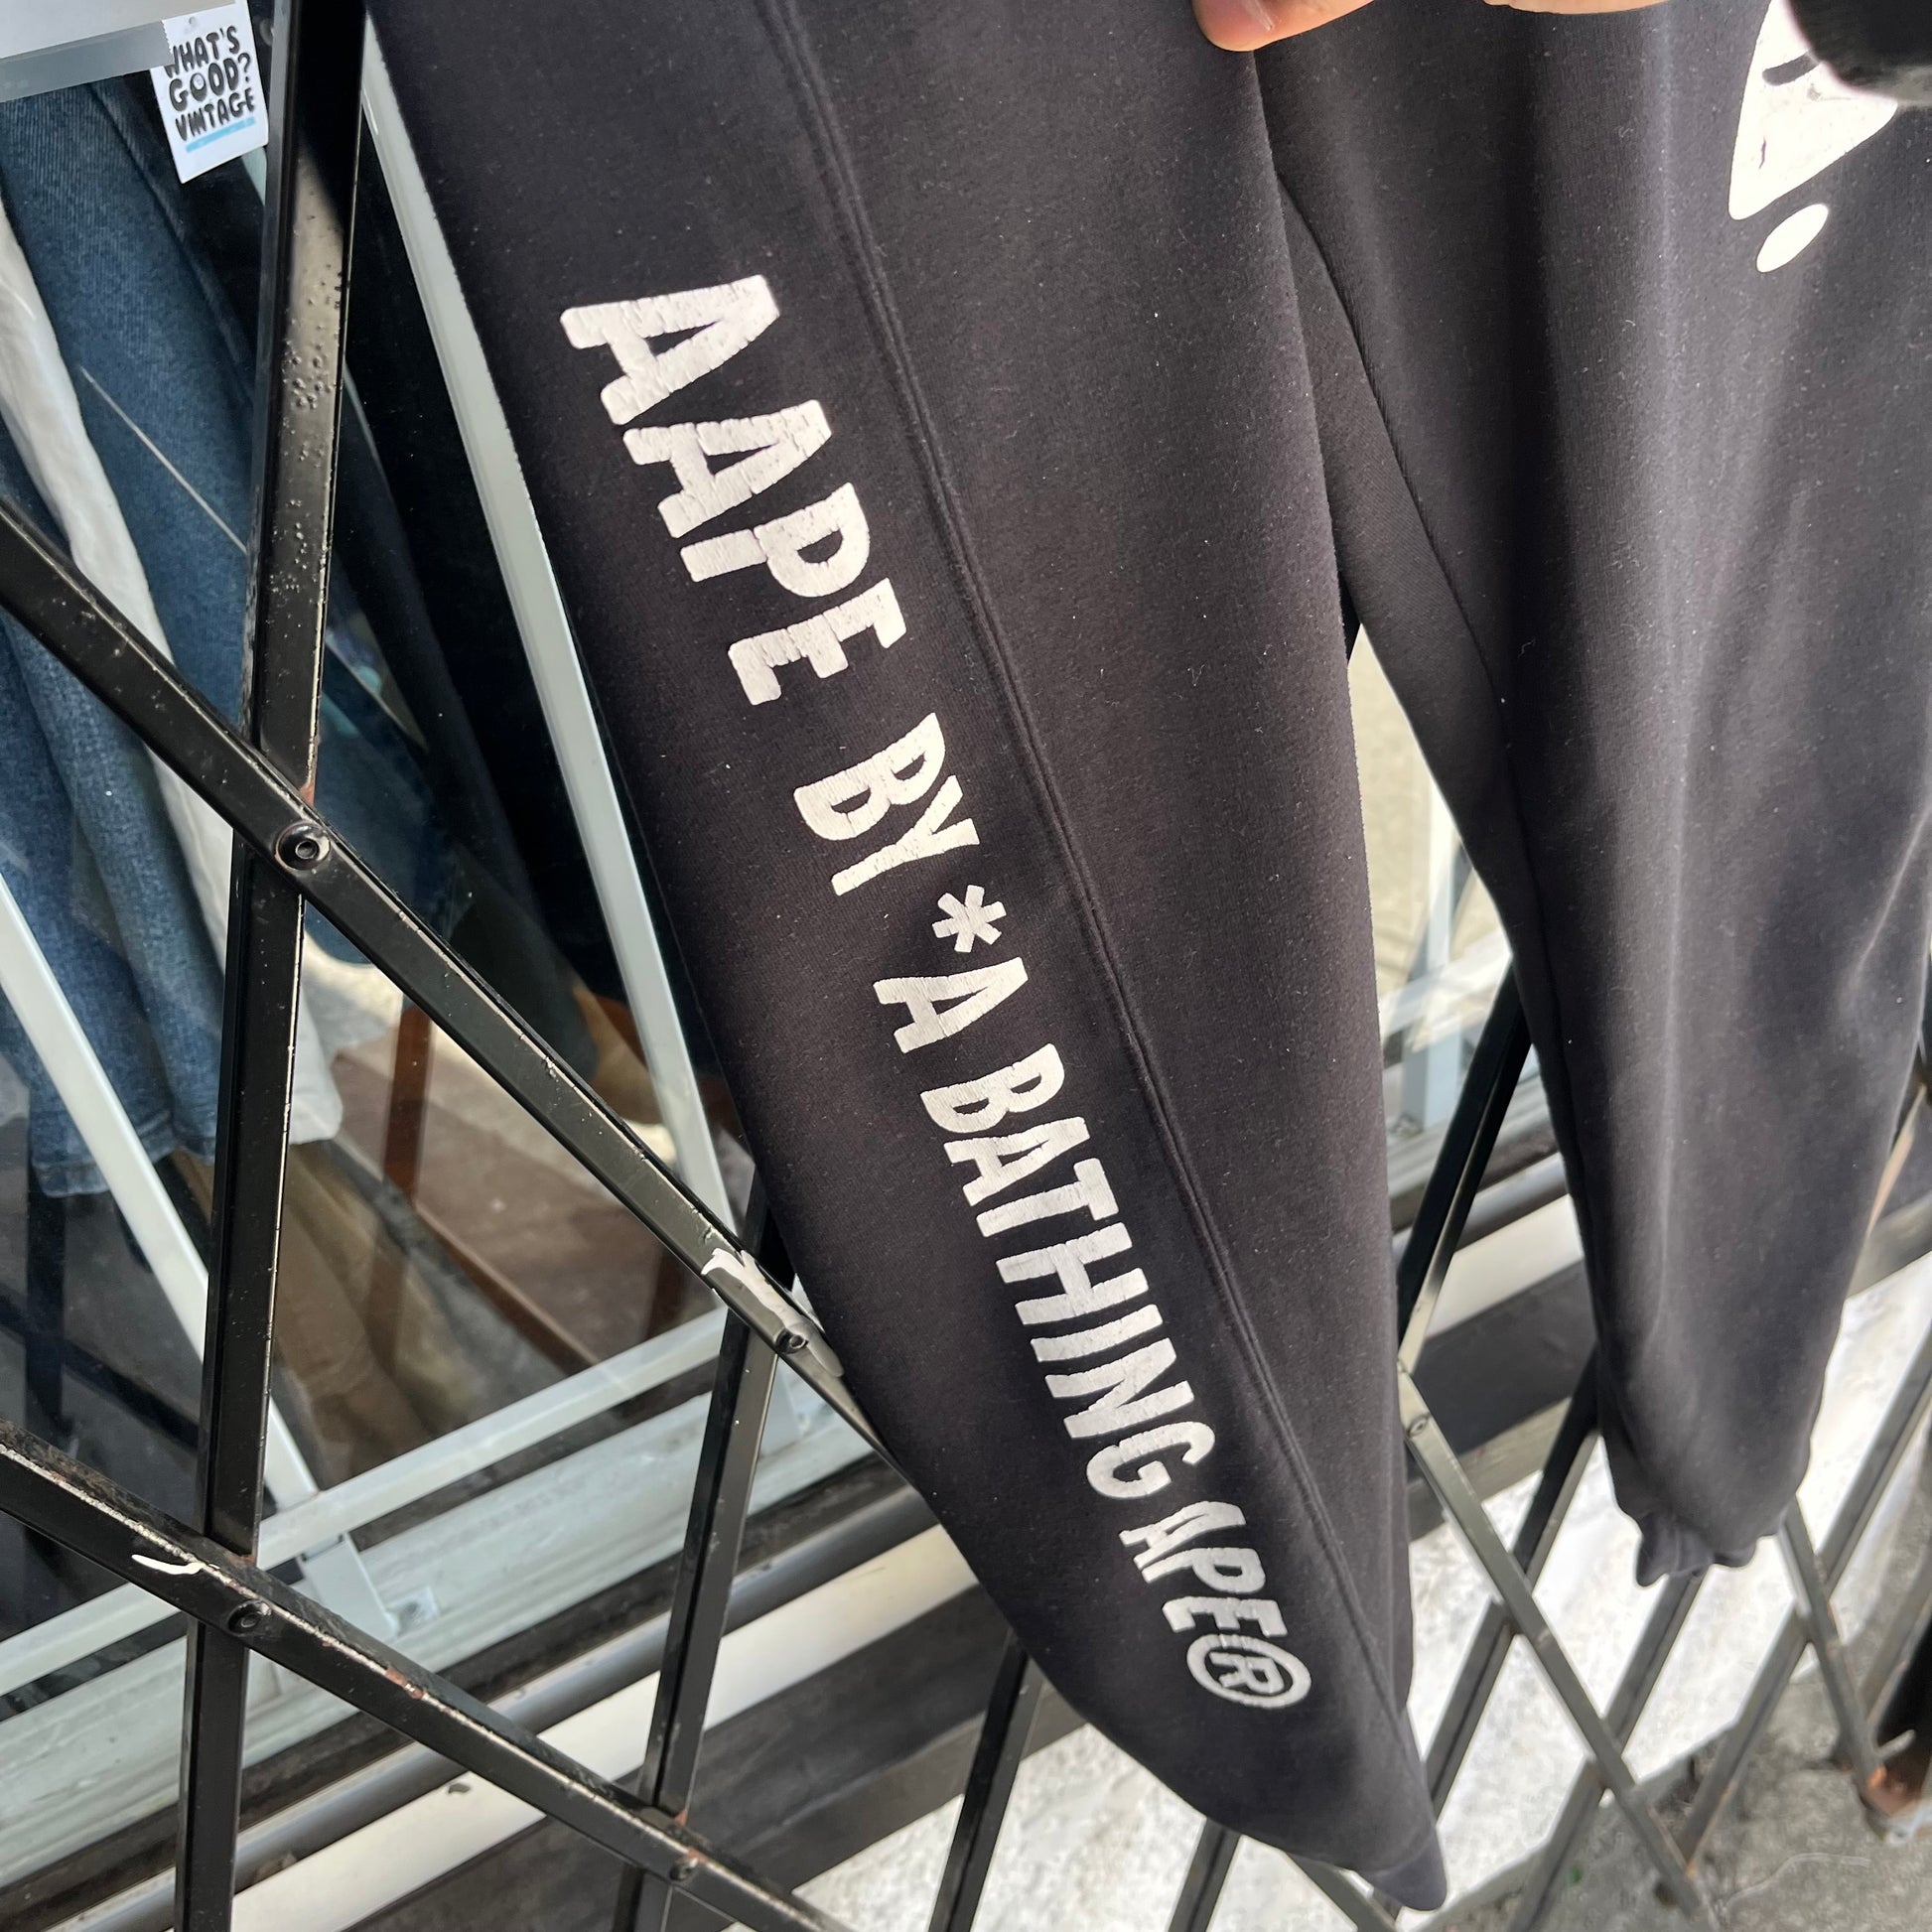 WHAT'S
GOOD?
VINTAGE
AAPE BY *A BATHING APE®